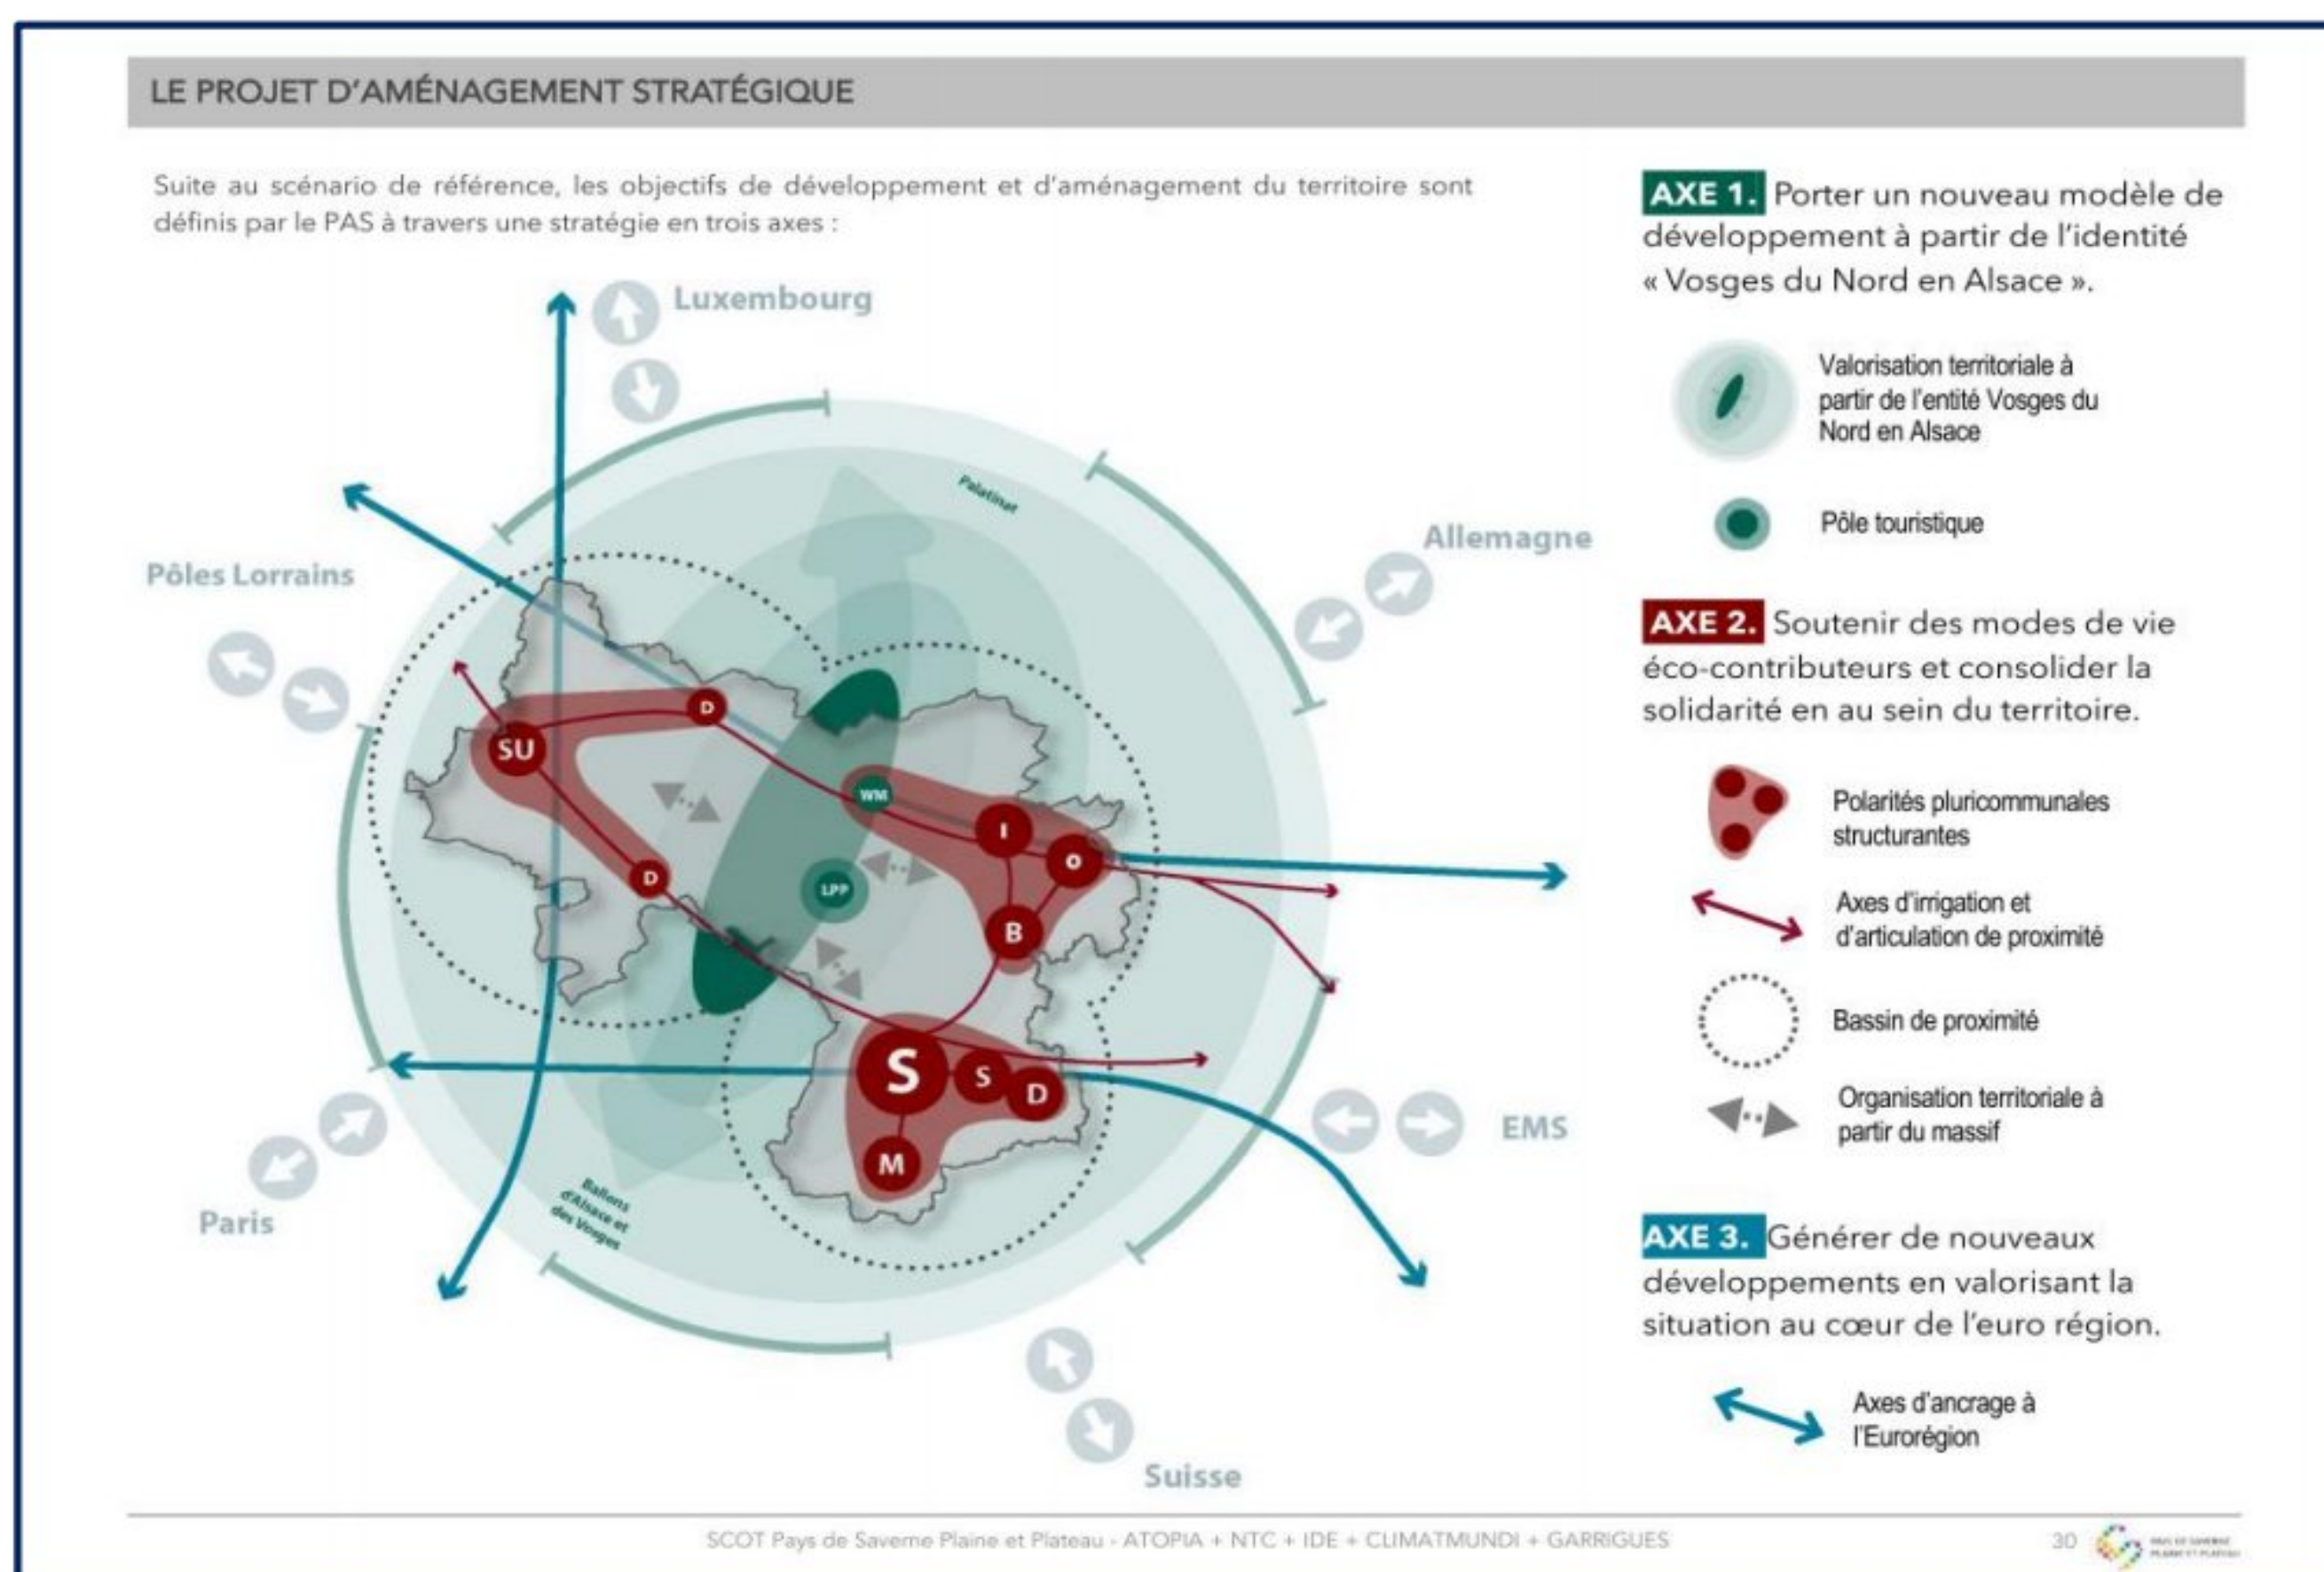 LE PROJET D'AMÉNAGEMENT STRATÉGIQUE
Suite au scénario de référence, les objectifs de développement et d'aménagement du territoire sont
définis par le PAS à travers une stratégie en trois axes :
Luxembourg
Palatinat
Allemagne
Pôles Lorrains
D
SU
WM
I
O
LPP
D
B
S
S
D
EMS
M
Paris
Ballons
d'Alsace et
des Vosges
Suisse
AXE 1. Porter un nouveau modèle de
développement à partir de l'identité
« Vosges du Nord en Alsace ».
Valorisation territoriale à
partir de l'entité Vosges du
Nord en Alsace
Pôle touristique
AXE 2. Soutenir des modes de vie
éco-contributeurs et consolider la
solidarité en au sein du territoire.
Polarités pluricommunales
structurantes
Axes d'irrigation et
d'articulation de proximité
Bassin de proximité
Organisation territoriale à
partir du massif
AXE 3. Générer de nouveaux
développements en valorisant la
situation au cœur de l'euro région.
Axes d'ancrage à
l'Eurorégion
SCOT Pays de Saverne Plaine et Plateau - ATOPIA + NTC + IDE + CLIMATMUNDI + GARRIGUES
30
PAYS DE SAVERNE
PLAINE ET PLATEAU